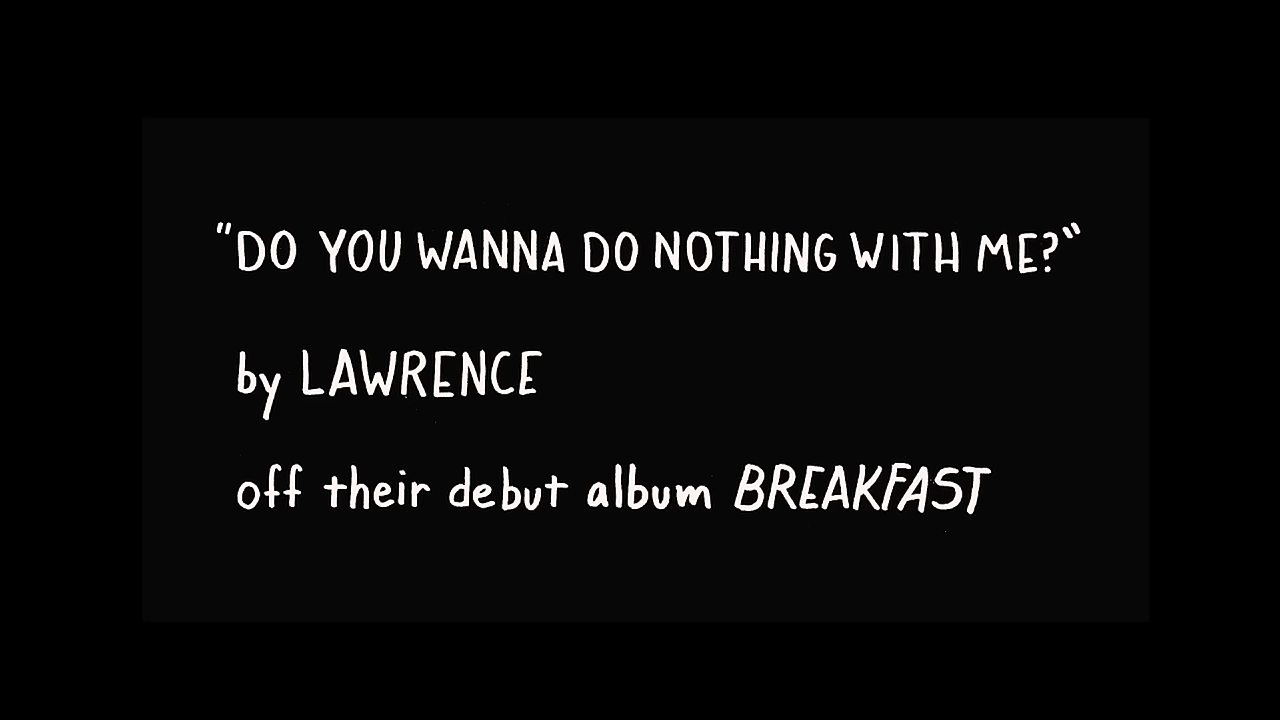 "DO YOU WANNA DO NOTHING WITH ME?"
by LAWRENCE
off their debut album BREAKFAST